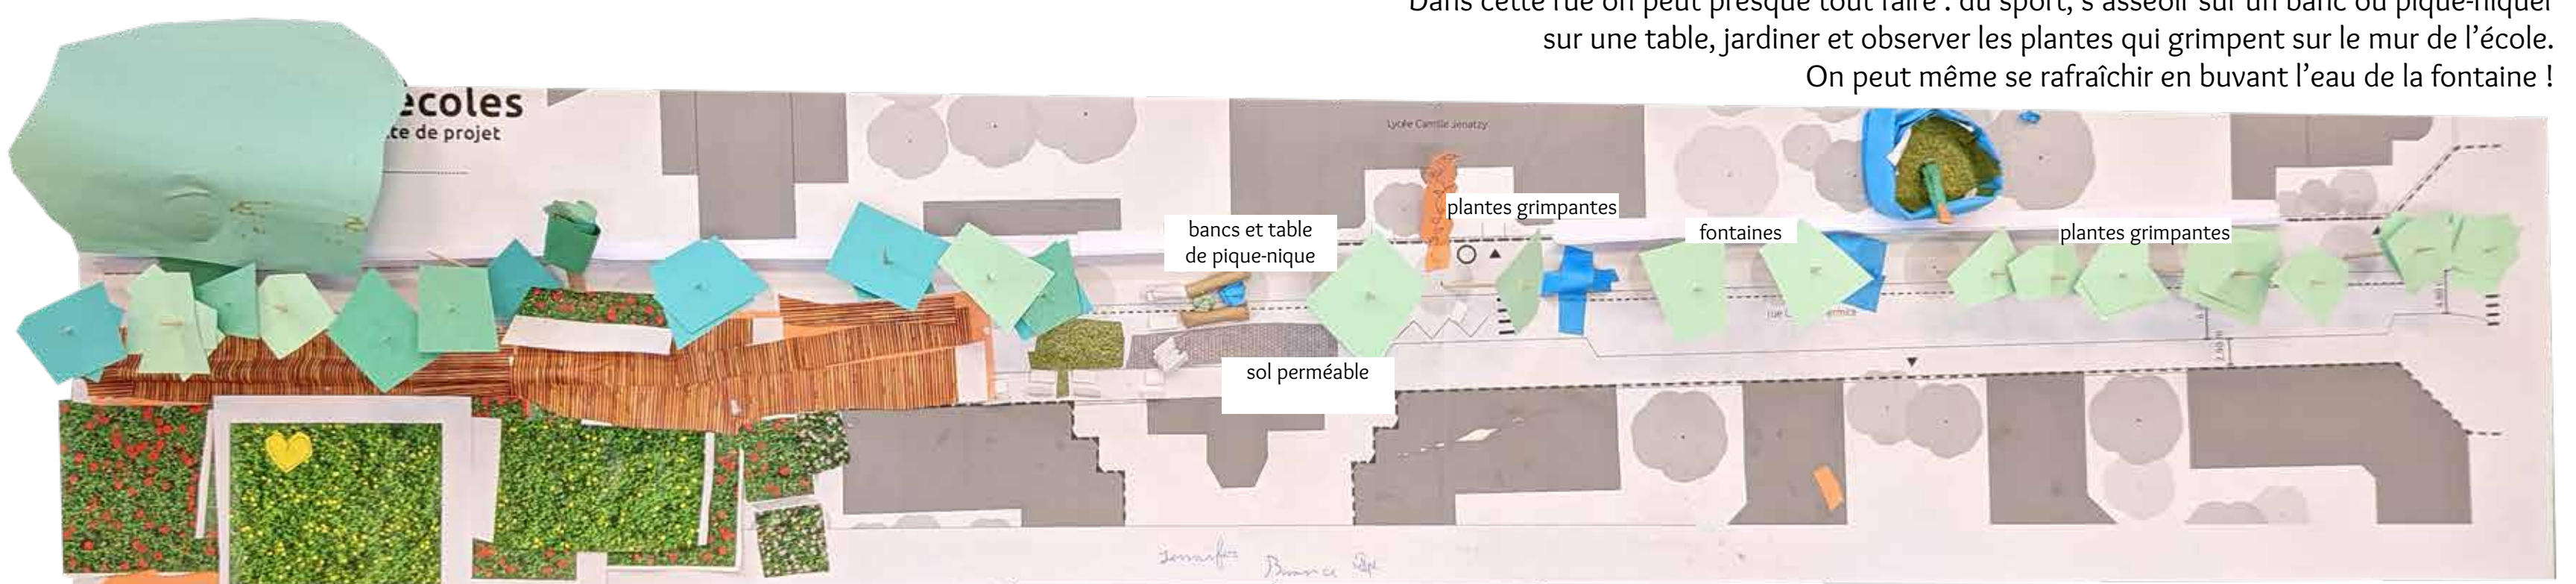 Dans cette rue on peut presque tout faire : du sport, s'asseoir sur un banc ou pique-niquer
sur une table, jardiner et observer les plantes qui grimpent sur le mur de l'école.
On peut même se rafraîchir en buvant l'eau de la fontaine !
écoles
te de projet
Lycée Camille Jenatzy
plantes grimpantes
bancs et table
de pique-nique
fontaines
plantes grimpantes
rue
ermite
sol perméable